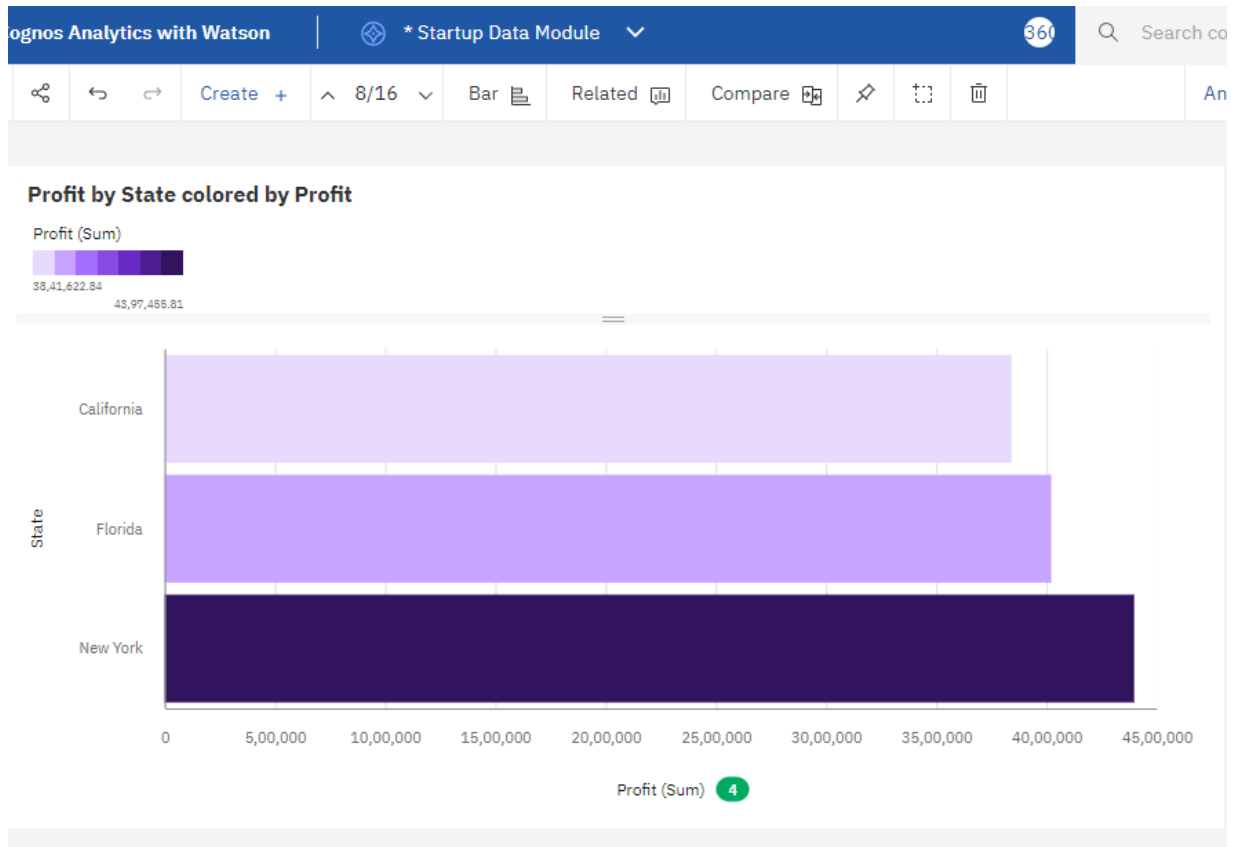 ognos Analytics with Watson * Startup Data Module 360 Search co
Create + 8/16 Bar Related Compare An
Profit by State colored by Profit
Profit (Sum)
38,41,622.84
43,97,455.81
California
Florida
New York
State
0 5,00,000 10,00,000 15,00,000 20,00,000 25,00,000 30,00,000 35,00,000 40,00,000 45,00,000
Profit (Sum) 4